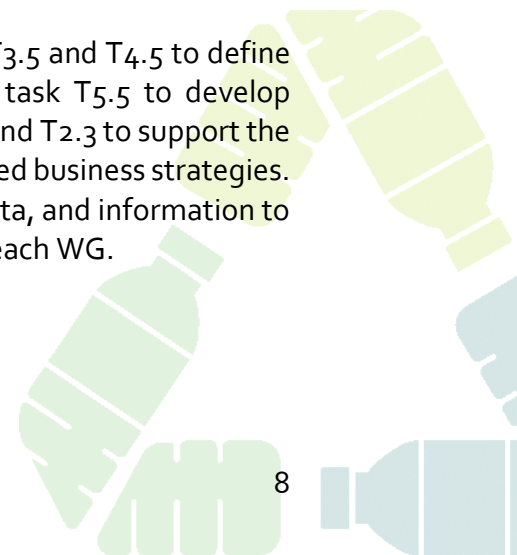 T3.5 and T4.5 to define
task T5.5 to develop
nd T2.3 to support the
ed business strategies.
ta, and information to
each WG.
8